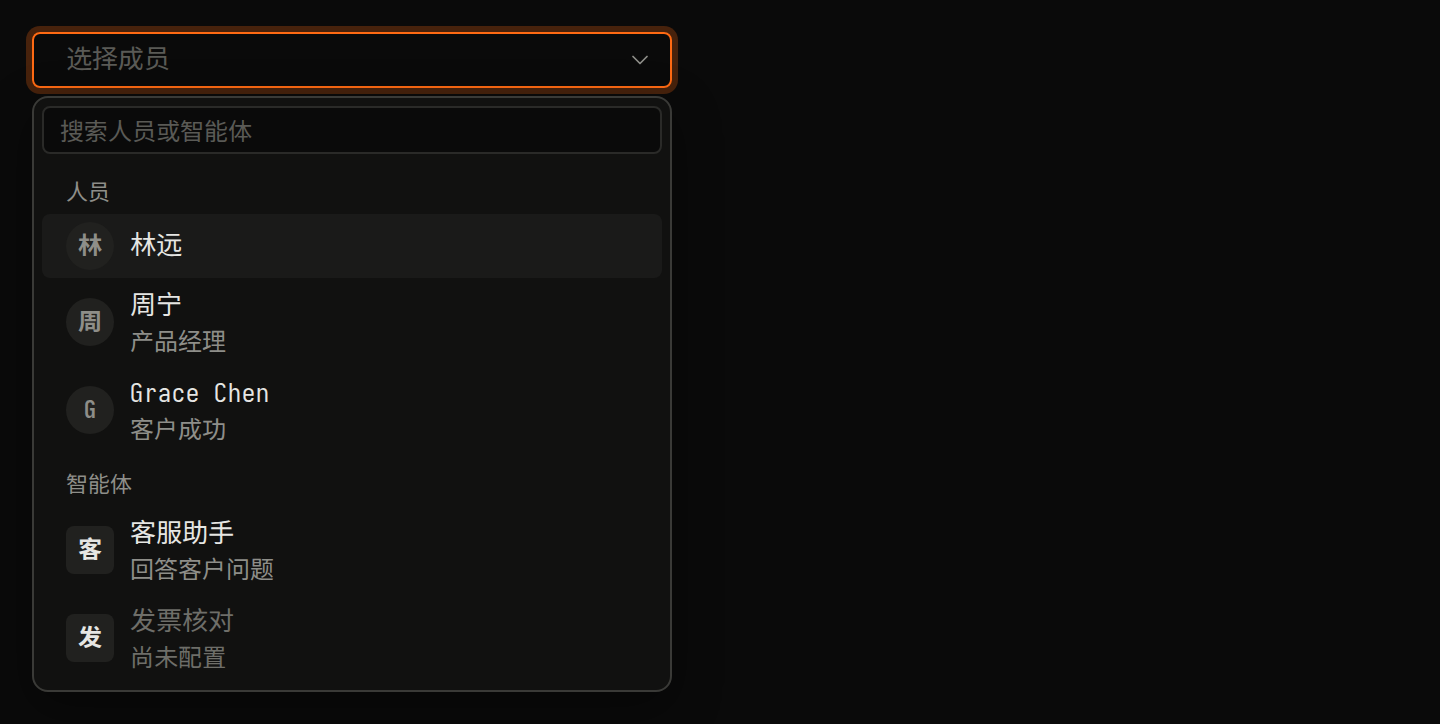 选择成员
搜索人员或智能体
人员
林 林远
周 周宁
产品经理
G Grace Chen
客户成功
智能体
客 客服助手
回答客户问题
发 发票核对
尚未配置